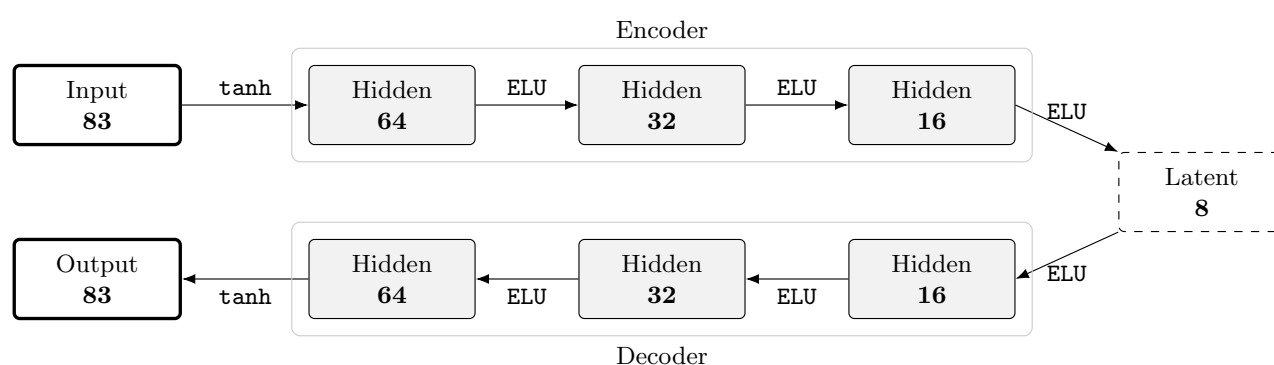 Encoder
Input
83
tanh
Hidden
64
ELU
Hidden
32
ELU
Hidden
16
ELU
Latent
8
Output
83
tanh
Hidden
64
ELU
Hidden
32
ELU
Hidden
16
ELU
Decoder